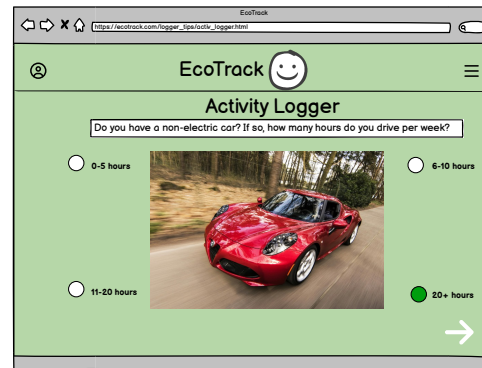 EcoTrack
https://ecotrack.com/logger_tips/activ_logger.html
EcoTrack
Activity Logger
Do you have a non-electric car? If so, how many hours do you drive per week?
0-5 hours
6-10 hours
11-20 hours
20+ hours